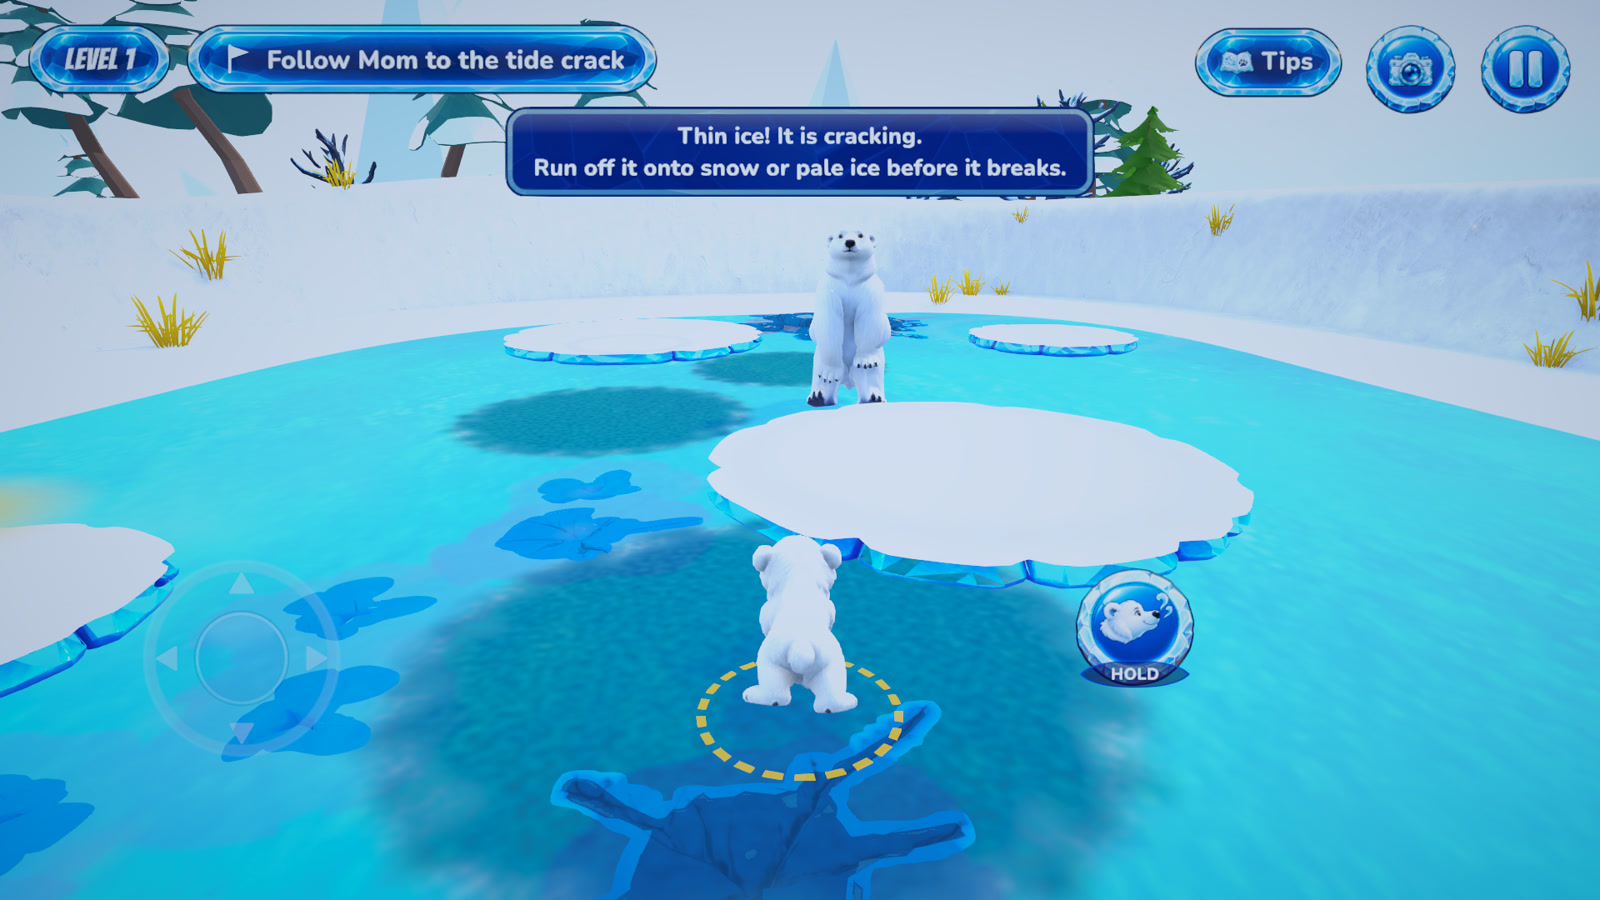 LEVEL 1
Follow Mom to the tide crack
Tips
Thin ice! It is cracking.
Run off it onto snow or pale ice before it breaks.
HOLD